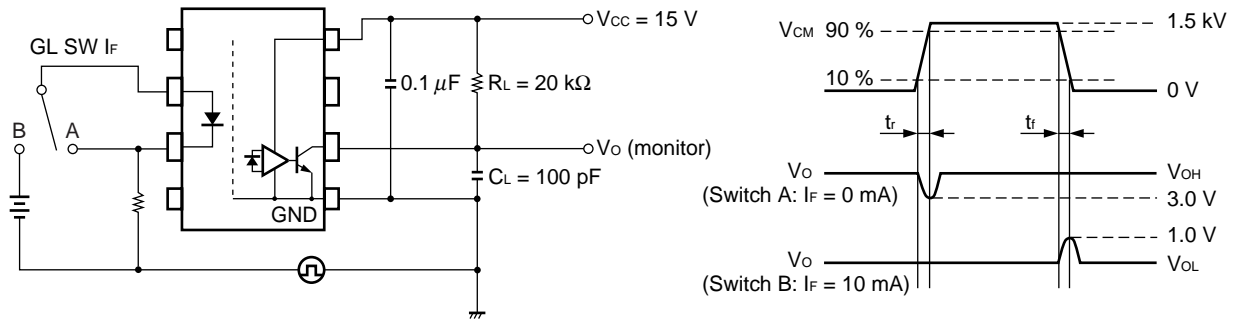 GL SW IF
B
A
GND
VCC = 15 V
0.1 μF
RL = 20 kΩ
VO (monitor)
CL = 100 pF
VCM 90 %
10 %
1.5 kV
0 V
tr
tf
VO
(Switch A: IF = 0 mA)
VOH
3.0 V
1.0 V
VO
(Switch B: IF = 10 mA)
VOL